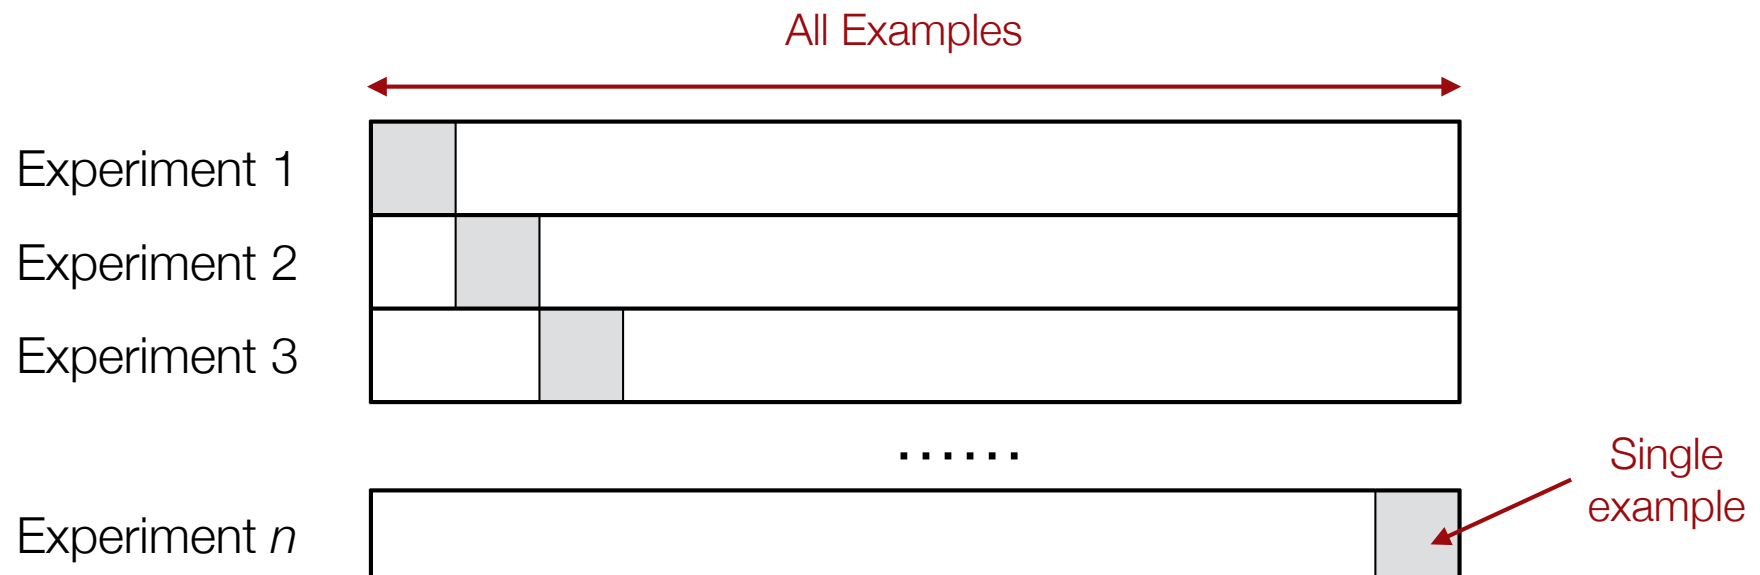 All Examples
Experiment 1
Experiment 2
Experiment 3
......
Single
example
Experiment n